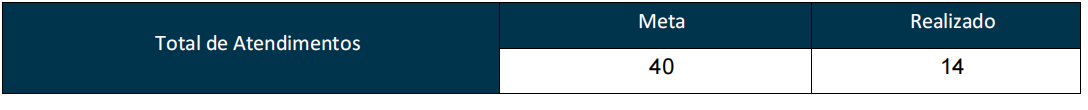 Meta Realizado
Total de Atendimentos
40 14